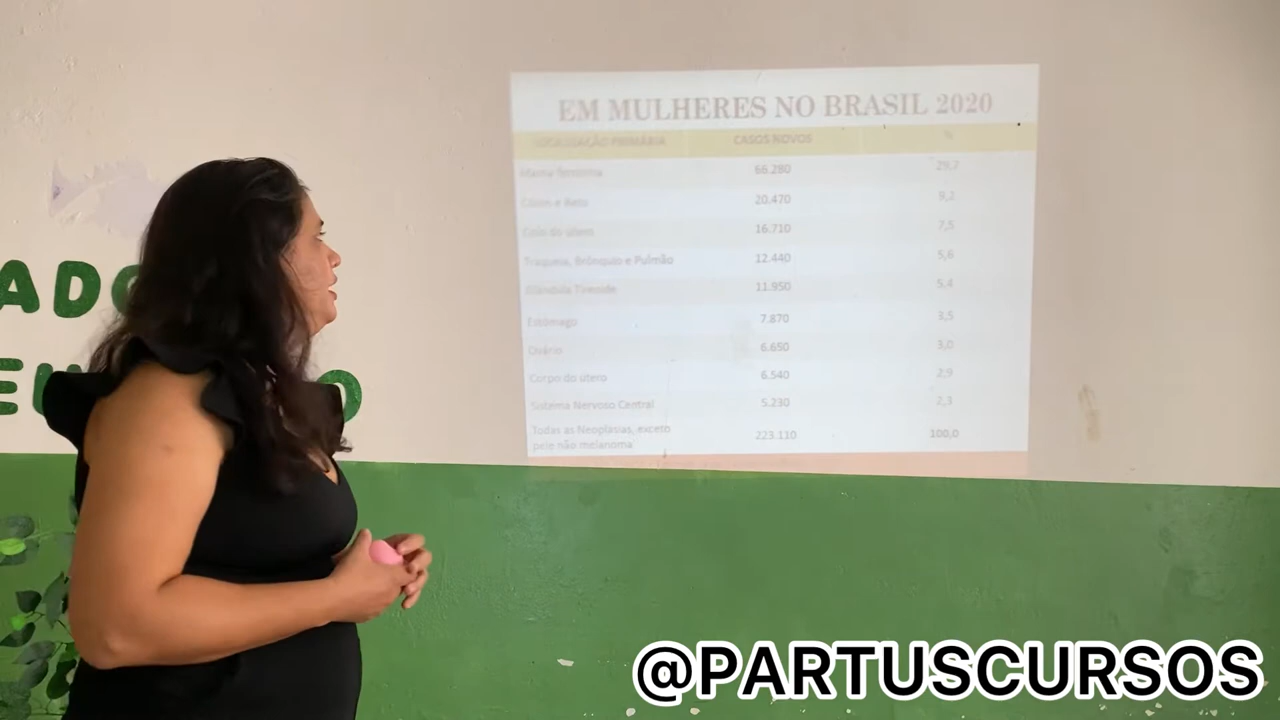 EM MULHERES NO BRASIL 2020
LOCALIZAÇÃO PRIMÁRIA CASOS NOVOS %
Mama feminina 66.280 29,7
Cólon e Reto 20.470 9,2
Colo do útero 16.710 7,5
Traqueia, Brônquio e Pulmão 12.440 5,6
Glândula Tireoide 11.950 5,4
Estômago 7.870 3,5
Ovário 6.650 3,0
Corpo do útero 6.540 2,9
Sistema Nervoso Central 5.230 2,3
Todas as Neoplasias, exceto
pele não melanoma 223.110 100,0
@PARTUSCURSOS